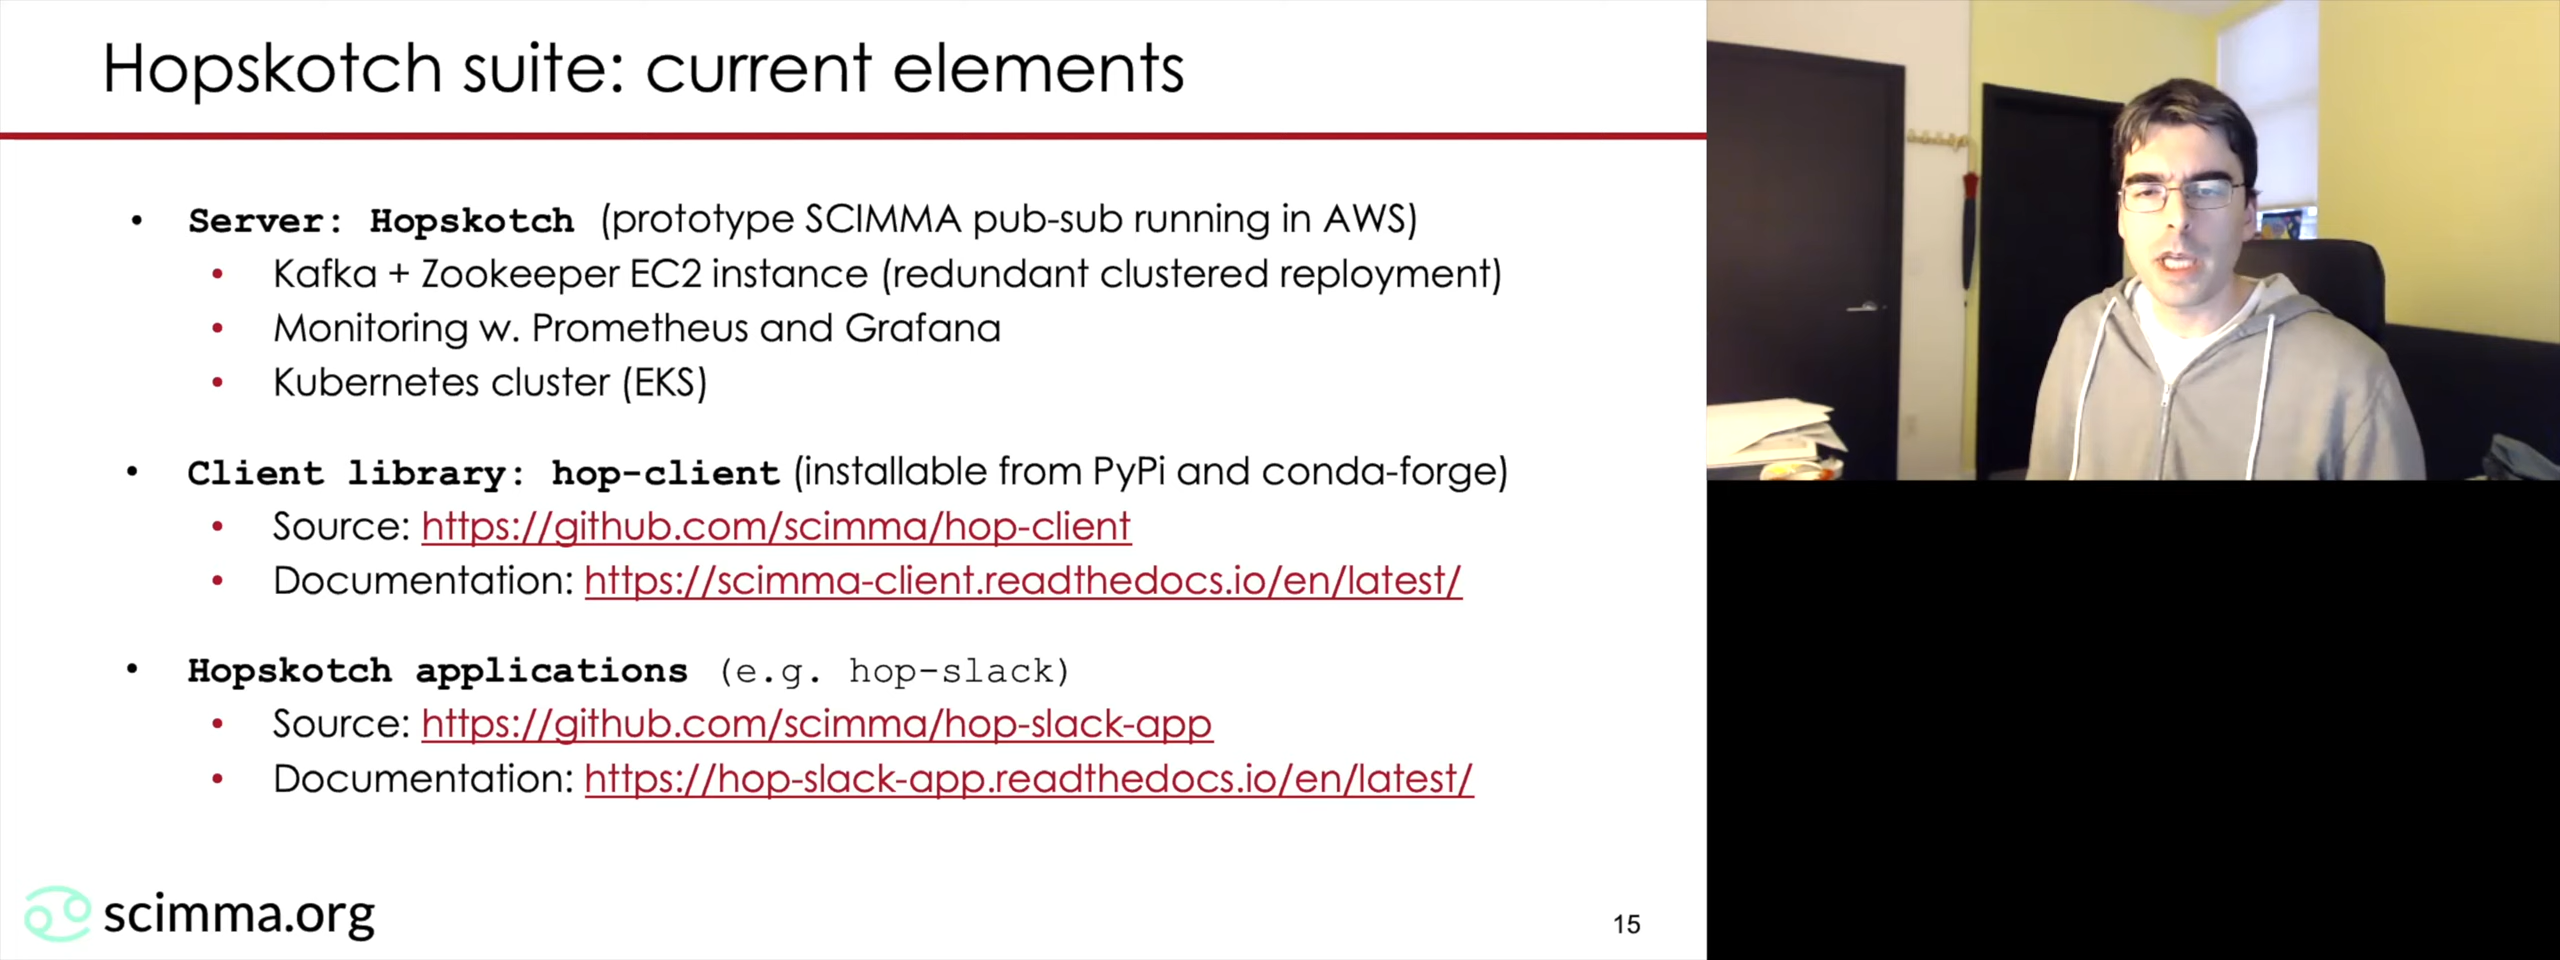 Hopskotch suite: current elements
• Server: Hopskotch (prototype SCIMMA pub-sub running in AWS)
• Kafka + Zookeeper EC2 instance (redundant clustered reployment)
• Monitoring w. Prometheus and Grafana
• Kubernetes cluster (EKS)
• Client library: hop-client (installable from PyPi and conda-forge)
• Source: https://github.com/scimma/hop-client
• Documentation: https://scimma-client.readthedocs.io/en/latest/
• Hopskotch applications (e.g. hop-slack)
• Source: https://github.com/scimma/hop-slack-app
• Documentation: https://hop-slack-app.readthedocs.io/en/latest/
scimma.org
15